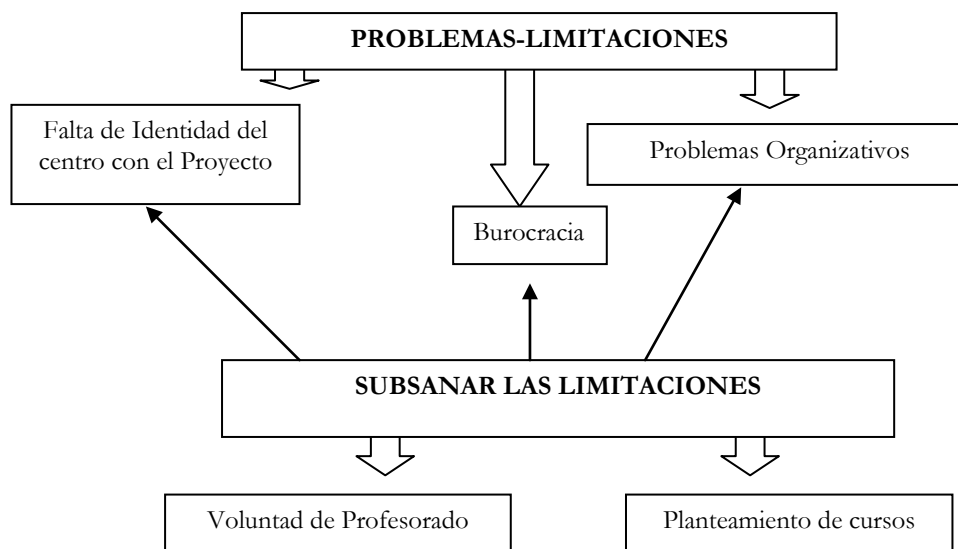 PROBLEMAS-LIMITACIONES
Falta de Identidad del
centro con el Proyecto
Problemas Organizativos
Burocracia
SUBSANAR LAS LIMITACIONES
Voluntad de Profesorado
Planteamiento de cursos